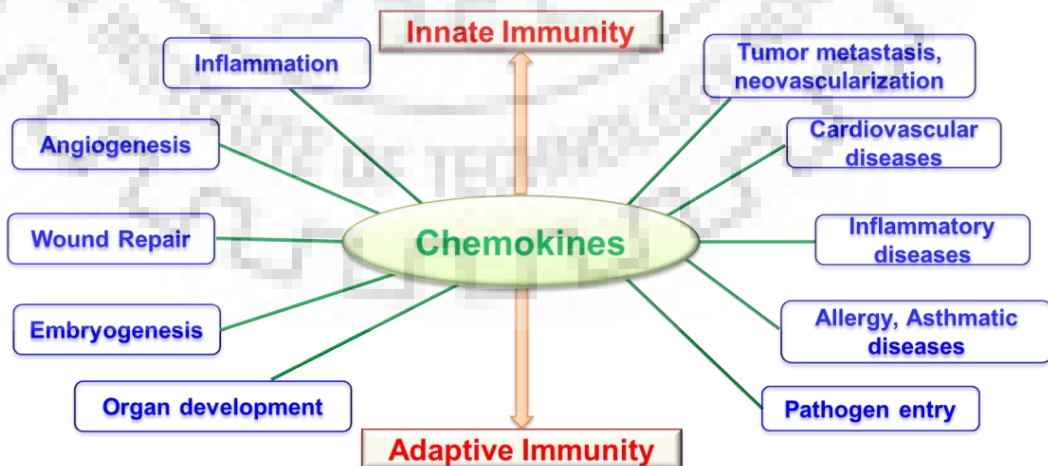 Innate Immunity
Inflammation
Tumor metastasis,
neovascularization
Angiogenesis
Cardiovascular
diseases
Wound Repair
Chemokines
Inflammatory
diseases
Embryogenesis
Allergy, Asthmatic
diseases
Organ development
Pathogen entry
Adaptive Immunity